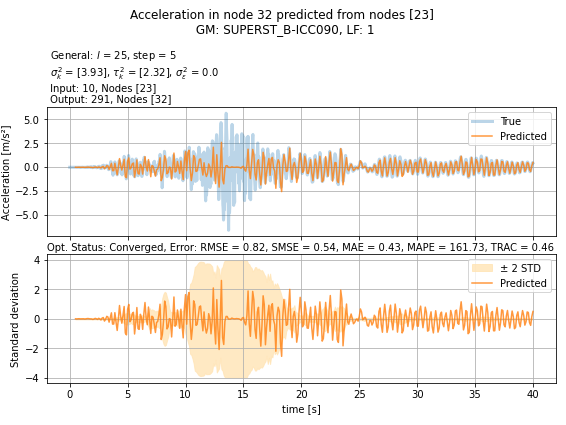 Acceleration in node 32 predicted from nodes [23]
GM: SUPERST_B-ICC090, LF: 1
General: l = 25, step = 5
σ²ₖ = [3.93], τ²ₖ = [2.32], σ²ε = 0.0
Input: 10, Nodes [23]
Output: 291, Nodes [32]
Acceleration [m/s²]
5.0
2.5
0.0
−2.5
−5.0
True
Predicted
Opt. Status: Converged, Error: RMSE = 0.82, SMSE = 0.54, MAE = 0.43, MAPE = 161.73, TRAC = 0.46
Standard deviation
4
2
0
−2
−4
± 2 STD
Predicted
0 5 10 15 20 25 30 35 40
time [s]